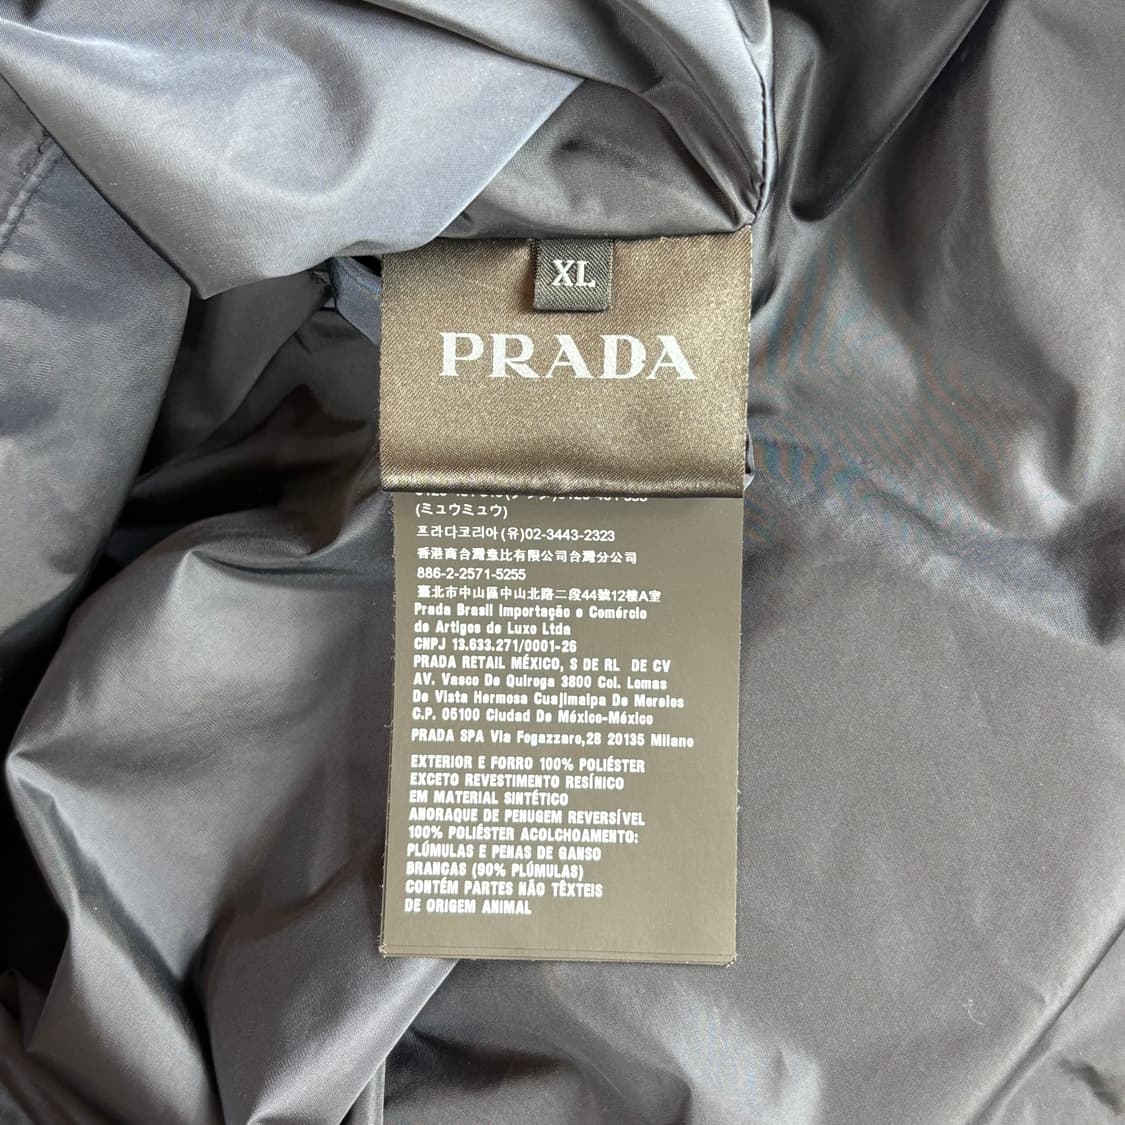 XL
PRADA
(ミュウミュウ)
프라다코리아(유)02-3443-2323
香港商台灣意比有限公司台灣分公司
886-2-2571-5255
臺北市中山區中山北路二段44號12樓A室
Prada Brasil Importação e Comércio
de Artigos de Luxo Ltda
CNPJ 13.633.271/0001-26
PRADA RETAIL MÉXICO, S DE RL DE CV
AV. Vasco De Quiroga 3800 Col. Lomas
De Vista Hermosa Cuajimalpa De Morelos
C.P. 05100 Ciudad De México-México
PRADA SPA Via Fogazzaro,28 20135 Milano
EXTERIOR E FORRO 100% POLIÉSTER
EXCETO REVESTIMENTO RESÍNICO
EM MATERIAL SINTÉTICO
ANORAQUE DE PENUGEM REVERSÍVEL
100% POLIÉSTER ACOLCHOAMENTO:
PLÚMULAS E PENAS DE GANSO
BRANCAS (90% PLÚMULAS)
CONTÉM PARTES NÃO TÊXTEIS
DE ORIGEM ANIMAL